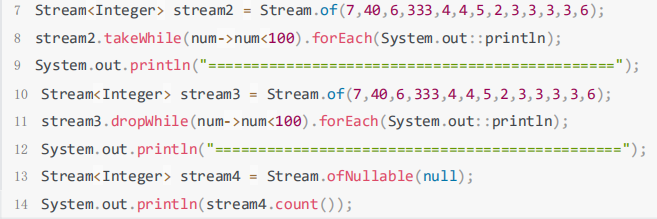 7 Stream<Integer> stream2 = Stream.of(7,40,6,333,4,4,5,2,3,3,3,3,6);
8 stream2.takeWhile(num->num<100).forEach(System.out::println);
9 System.out.println("===============================================");
10 Stream<Integer> stream3 = Stream.of(7,40,6,333,4,4,5,2,3,3,3,3,6);
11 stream3.dropWhile(num->num<100).forEach(System.out::println);
12 System.out.println("===============================================");
13 Stream<Integer> stream4 = Stream.ofNullable(null);
14 System.out.println(stream4.count());